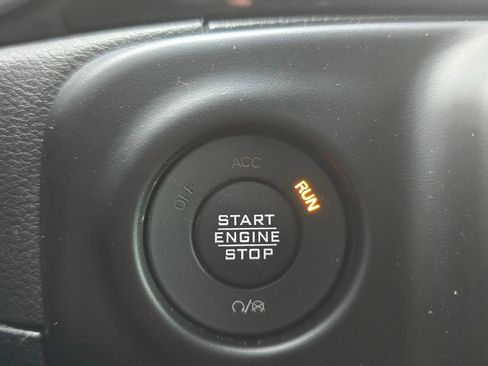 ACC
OFF
RUN
START
ENGINE
STOP